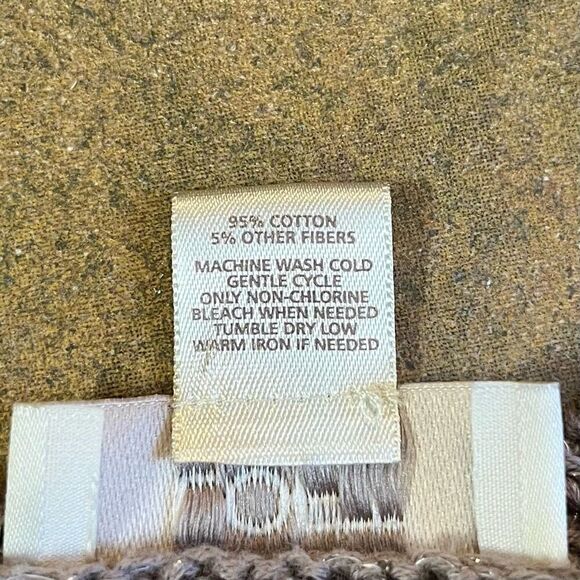 95% COTTON
5% OTHER FIBERS
MACHINE WASH COLD
GENTLE CYCLE
ONLY NON-CHLORINE
BLEACH WHEN NEEDED
TUMBLE DRY LOW
WARM IRON IF NEEDED